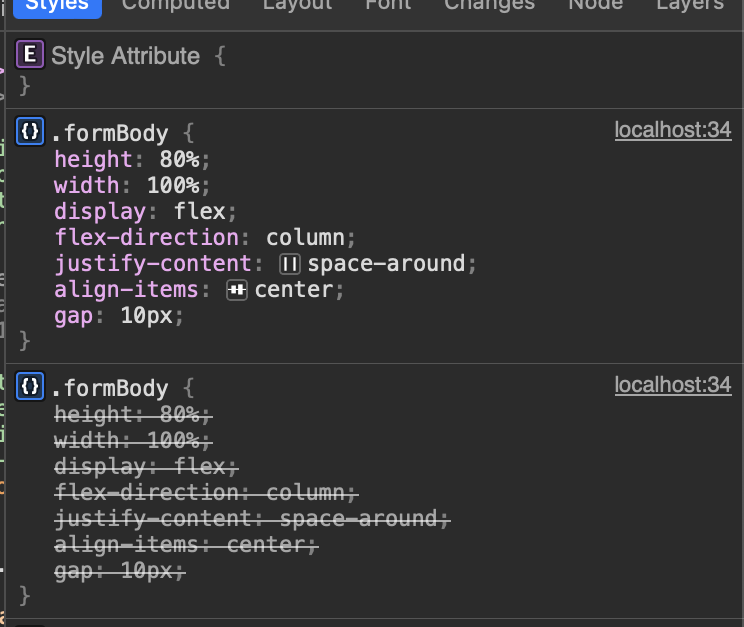 Styles Computed Layout Font Changes Node Layers
E Style Attribute {
}
{} .formBody { localhost:34
height: 80%;
width: 100%;
display: flex;
flex-direction: column;
justify-content: space-around;
align-items: center;
gap: 10px;
}
{} .formBody { localhost:34
height: 80%;
width: 100%;
display: flex;
flex-direction: column;
justify-content: space-around;
align-items: center;
gap: 10px;
}